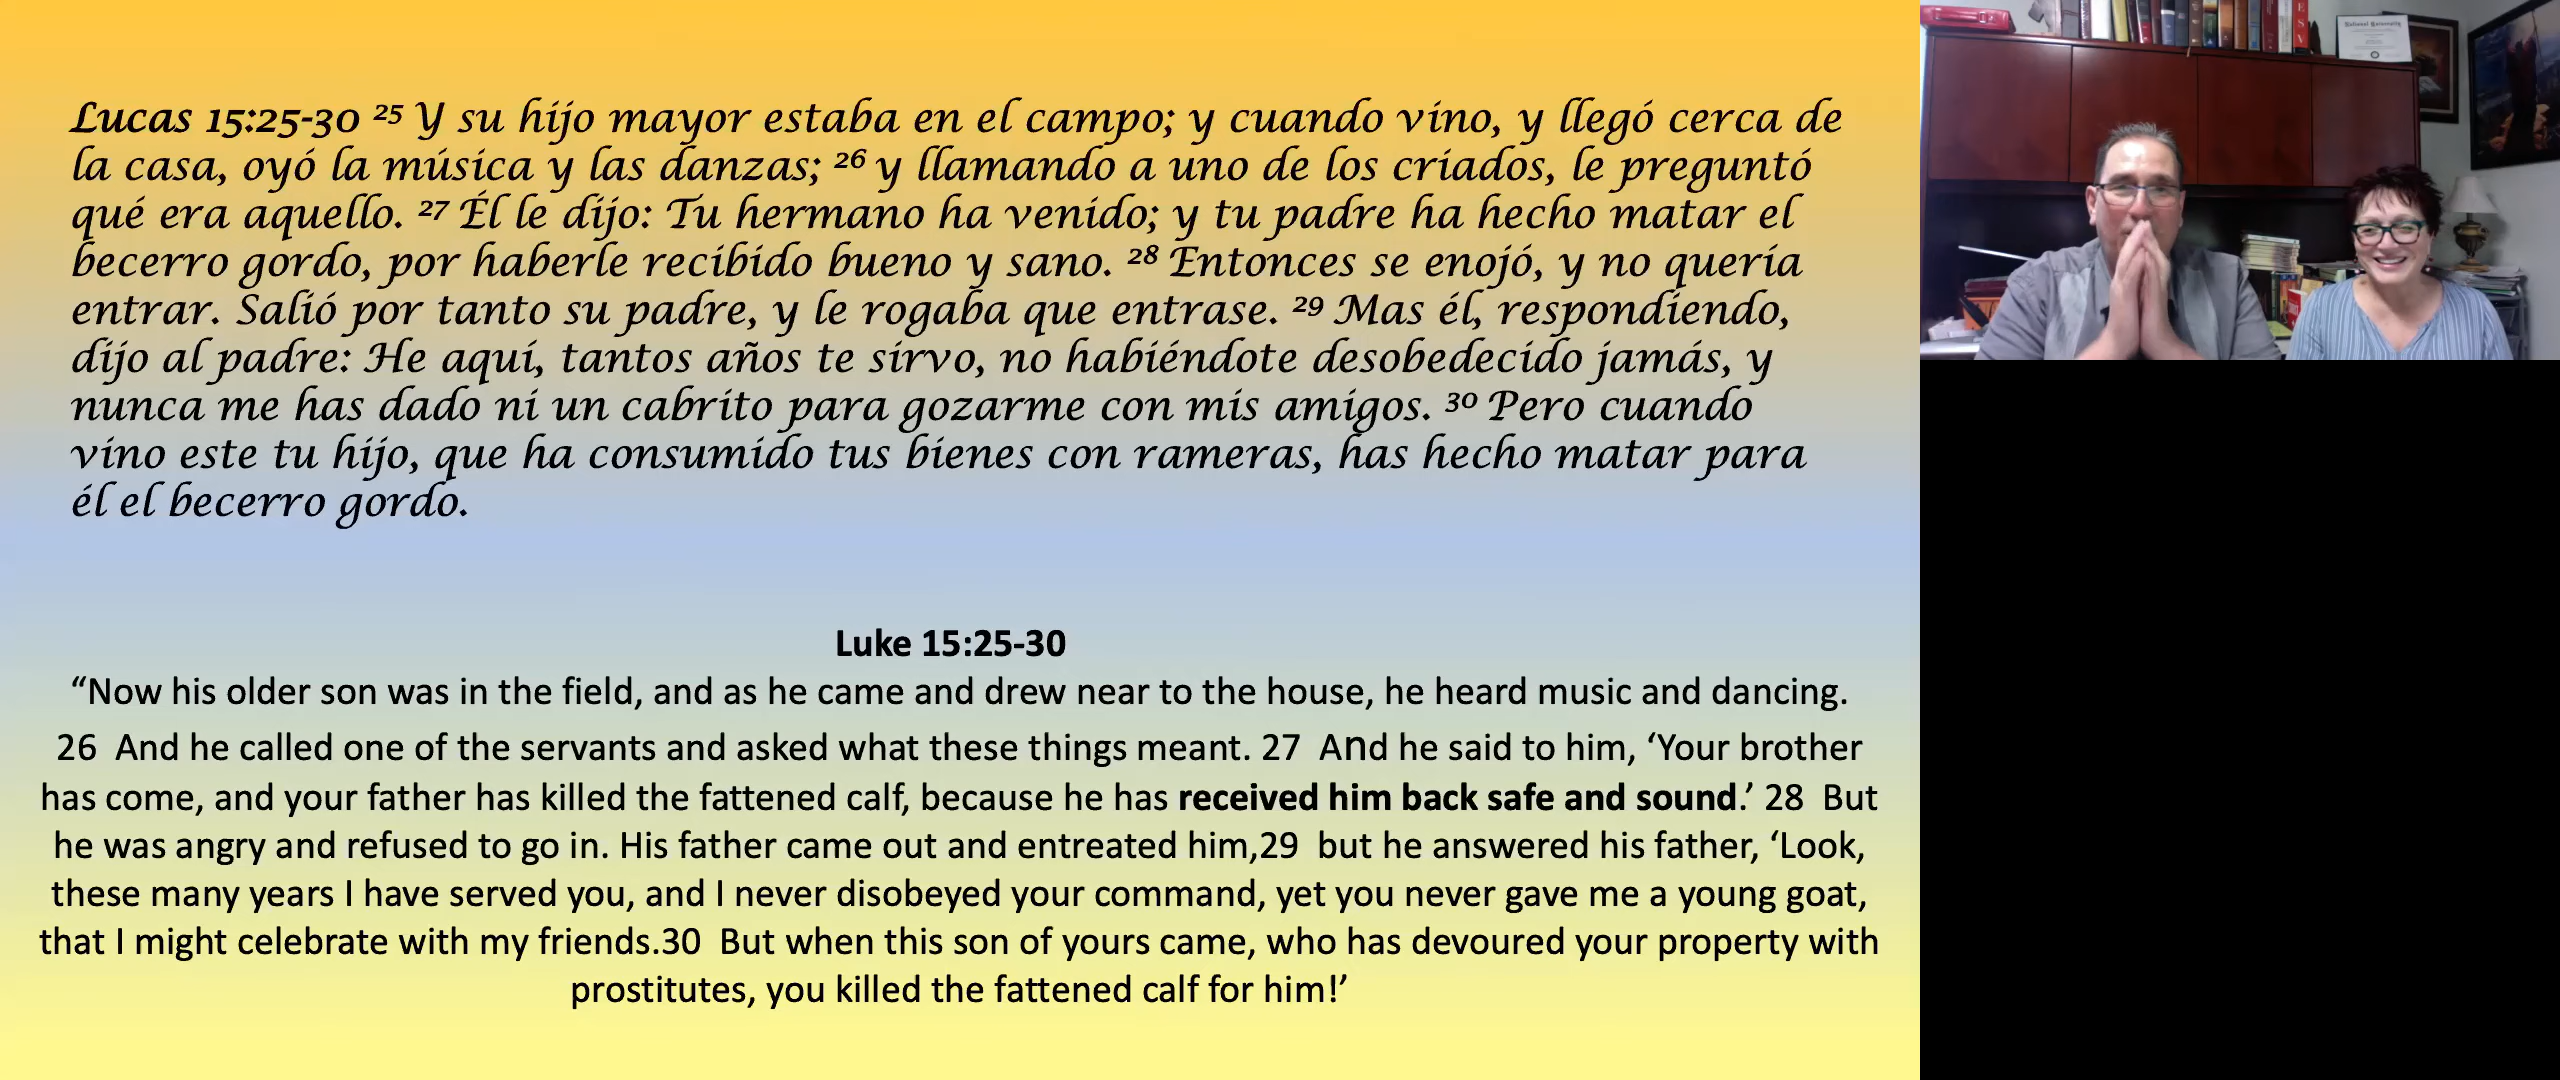 Lucas 15:25-30 ²⁵ Y su hijo mayor estaba en el campo; y cuando vino, y llegó cerca de
la casa, oyó la música y las danzas; ²⁶ y llamando a uno de los criados, le preguntó
qué era aquello. ²⁷ Él le dijo: Tu hermano ha venido; y tu padre ha hecho matar el
becerro gordo, por haberle recibido bueno y sano. ²⁸ Entonces se enojó, y no quería
entrar. Salió por tanto su padre, y le rogaba que entrase. ²⁹ Mas él, respondiendo,
dijo al padre: He aquí, tantos años te sirvo, no habiéndote desobedecido jamás, y
nunca me has dado ni un cabrito para gozarme con mis amigos. ³⁰ Pero cuando
vino este tu hijo, que ha consumido tus bienes con rameras, has hecho matar para
él el becerro gordo.
Luke 15:25-30
“Now his older son was in the field, and as he came and drew near to the house, he heard music and dancing.
26 And he called one of the servants and asked what these things meant. 27 And he said to him, ‘Your brother
has come, and your father has killed the fattened calf, because he has received him back safe and sound.’ 28 But
he was angry and refused to go in. His father came out and entreated him,29 but he answered his father, ‘Look,
these many years I have served you, and I never disobeyed your command, yet you never gave me a young goat,
that I might celebrate with my friends.30 But when this son of yours came, who has devoured your property with
prostitutes, you killed the fattened calf for him!’
National University
ESV